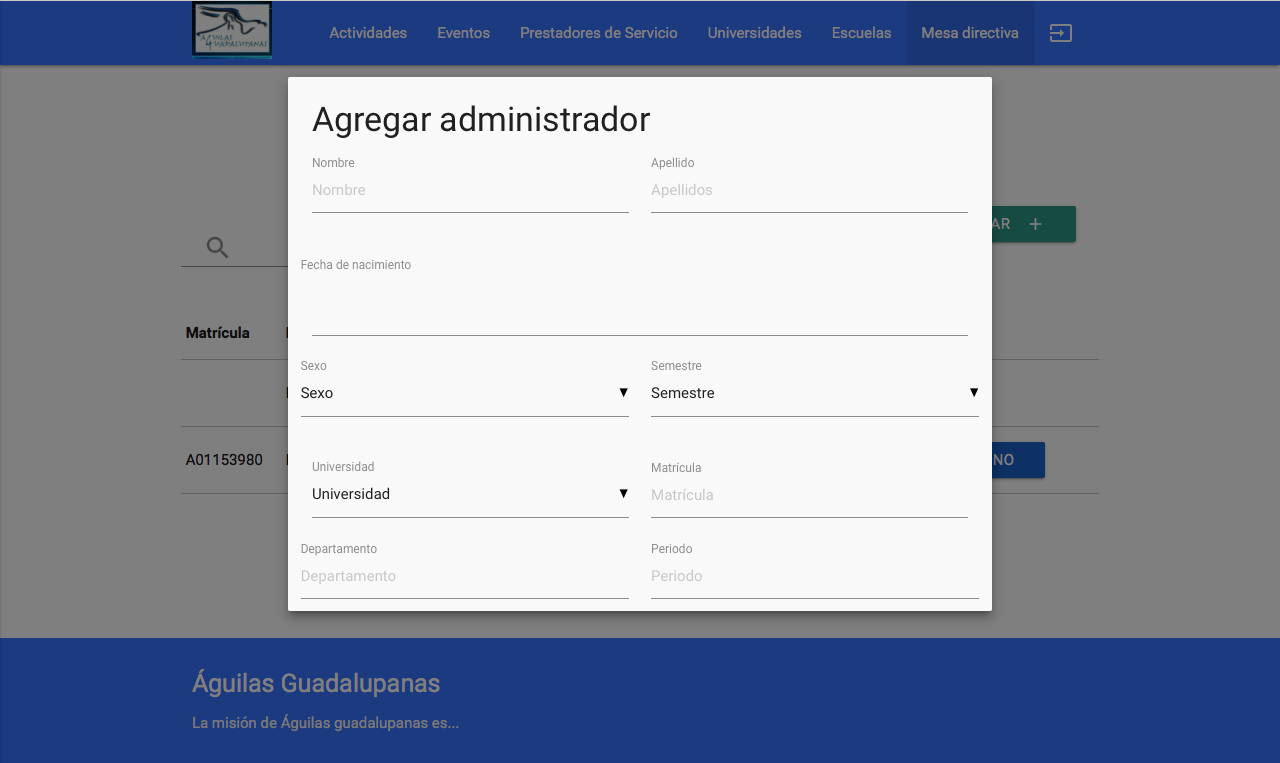 AGUILAS
GUADALUPANAS
Actividades Eventos Prestadores de Servicio Universidades Escuelas Mesa directiva
Agregar administrador
Nombre Apellido
Nombre Apellidos
AR +
Fecha de nacimiento
Matrícula
Sexo Semestre
Sexo Semestre
A01153980 NO
Universidad Matrícula
Universidad Matrícula
Departamento Periodo
Departamento Periodo
Águilas Guadalupanas
La misión de Águilas guadalupanas es...